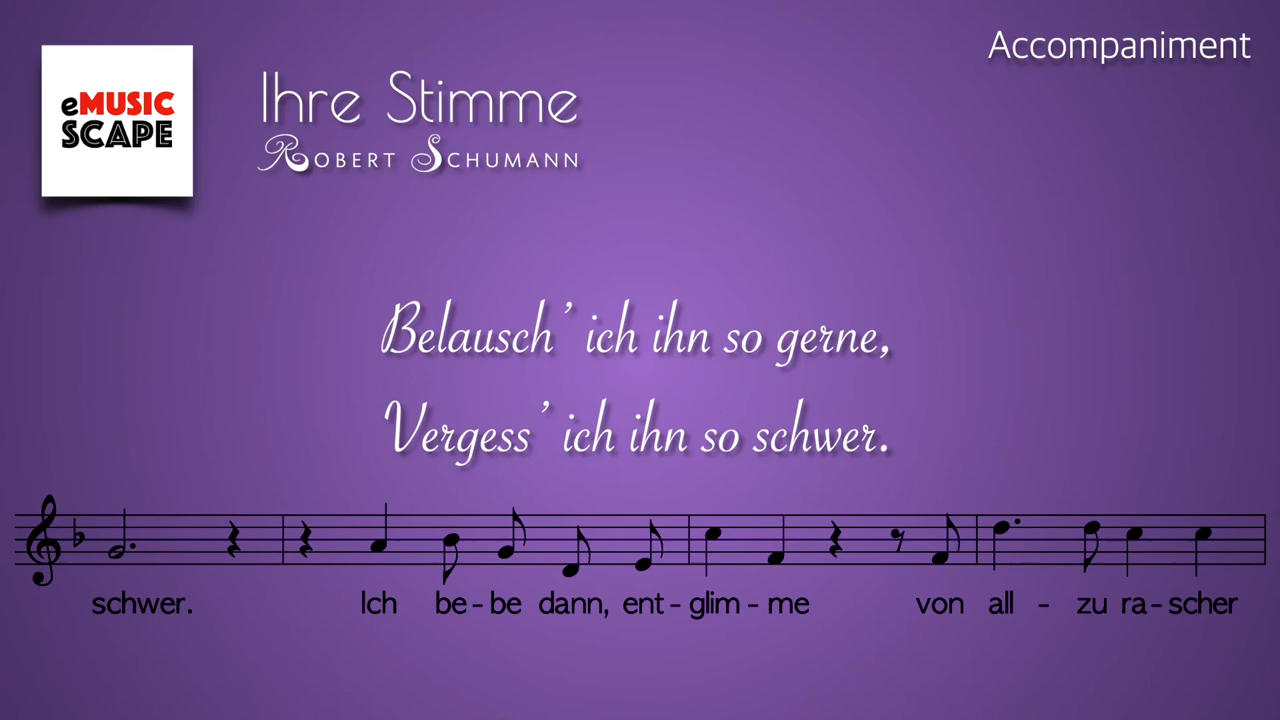 Accompaniment
eMUSIC
SCAPE
Ihre Stimme
Robert Schumann
Belausch’ ich ihn so gerne,
Vergess’ ich ihn so schwer.
schwer. Ich be-be dann, ent-glim-me von all - zu ra-scher